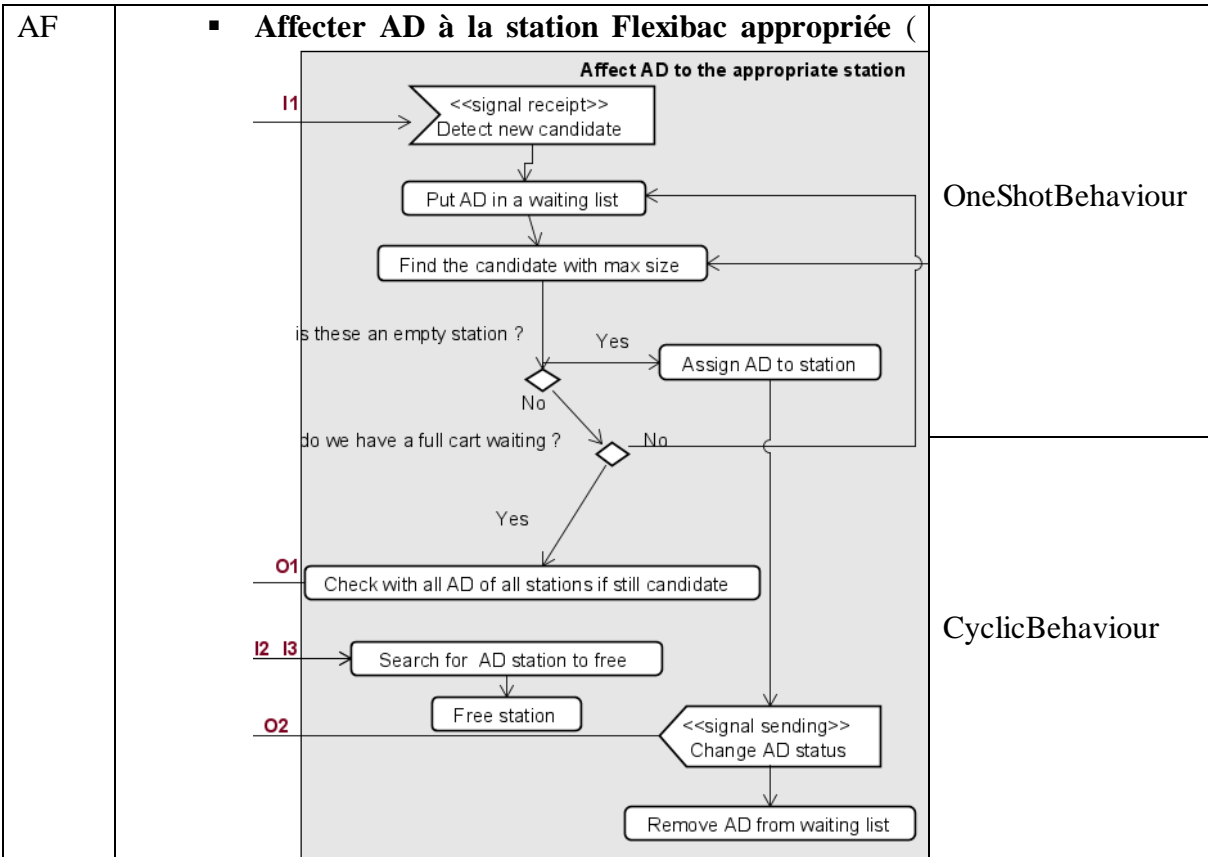 AF
▪ Affecter AD à la station Flexibac appropriée (
Affect AD to the appropriate station
I1
<<signal receipt>>
Detect new candidate
Put AD in a waiting list
OneShotBehaviour
Find the candidate with max size
is these an empty station ?
Yes
Assign AD to station
No
do we have a full cart waiting ?
No
Yes
O1
Check with all AD of all stations if still candidate
CyclicBehaviour
I2 I3
Search for AD station to free
Free station
O2
<<signal sending>>
Change AD status
Remove AD from waiting list